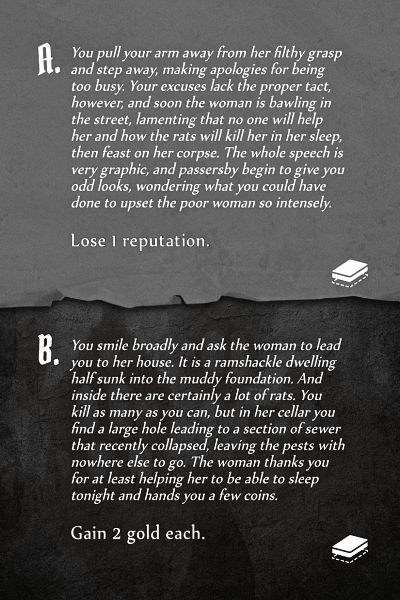 A.
You pull your arm away from her filthy grasp
and step away, making apologies for being
too busy. Your excuses lack the proper tact,
however, and soon the woman is bawling in
the street, lamenting that no one will help
her and how the rats will kill her in her sleep,
then feast on her corpse. The whole speech is
very graphic, and passersby begin to give you
odd looks, wondering what you could have
done to upset the poor woman so intensely.
Lose 1 reputation.
B.
You smile broadly and ask the woman to lead
you to her house. It is a ramshackle dwelling
half sunk into the muddy foundation. And
inside there are certainly a lot of rats. You
kill as many as you can, but in her cellar you
find a large hole leading to a section of sewer
that recently collapsed, leaving the pests with
nowhere else to go. The woman thanks you
for at least helping her to be able to sleep
tonight and hands you a few coins.
Gain 2 gold each.